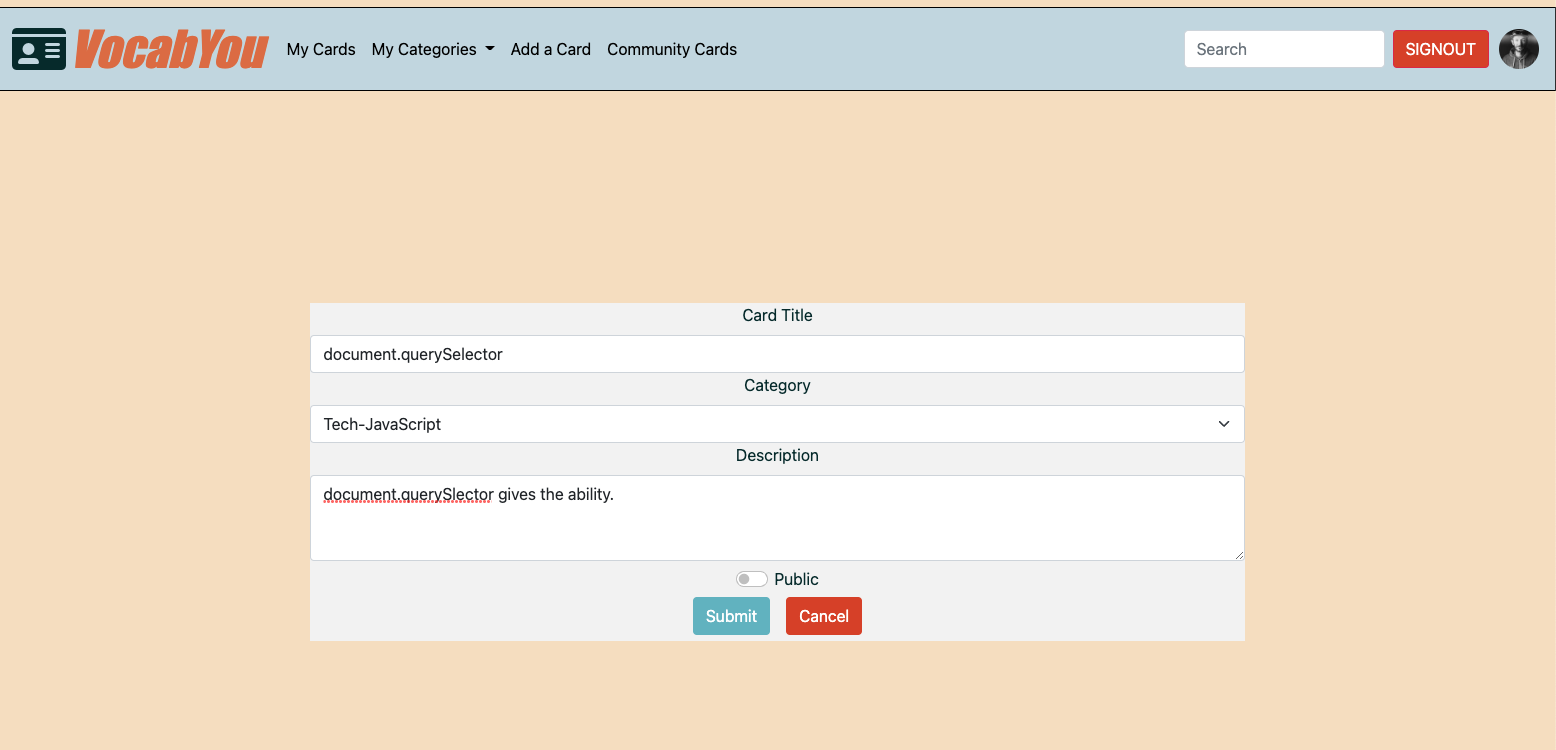 VocabYou My Cards My Categories Add a Card Community Cards Search SIGNOUT
Card Title
document.querySelector
Category
Tech-JavaScript
Description
document.querySlector gives the ability.
Public
Submit Cancel